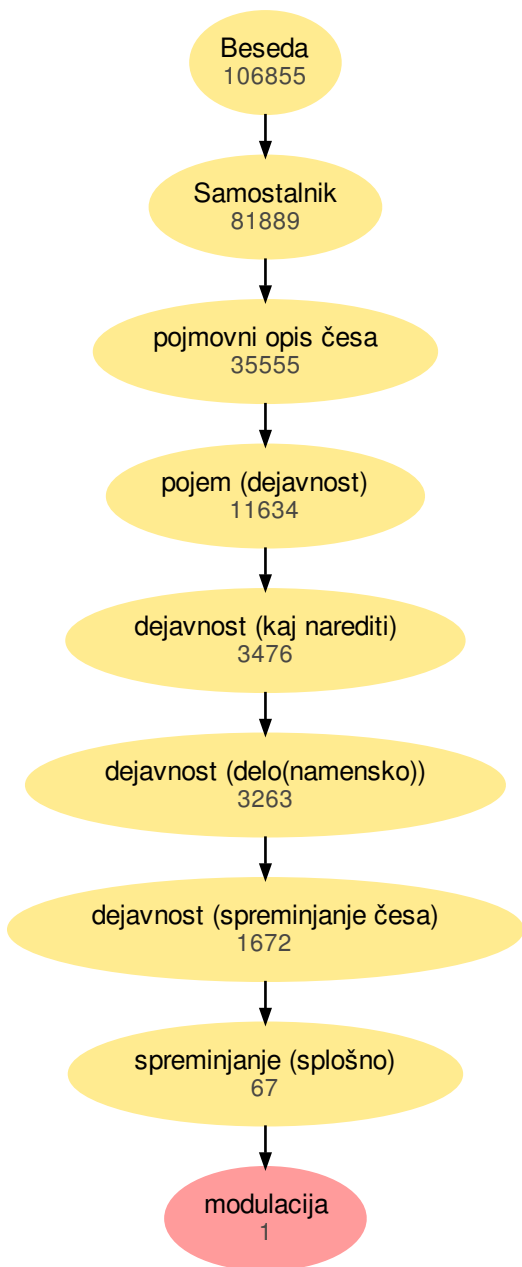 Beseda
106855
Samostalnik
81889
pojmovni opis česa
35555
pojem (dejavnost)
11634
dejavnost (kaj narediti)
3476
dejavnost (delo(namensko))
3263
dejavnost (spreminjanje česa)
1672
spreminjanje (splošno)
67
modulacija
1